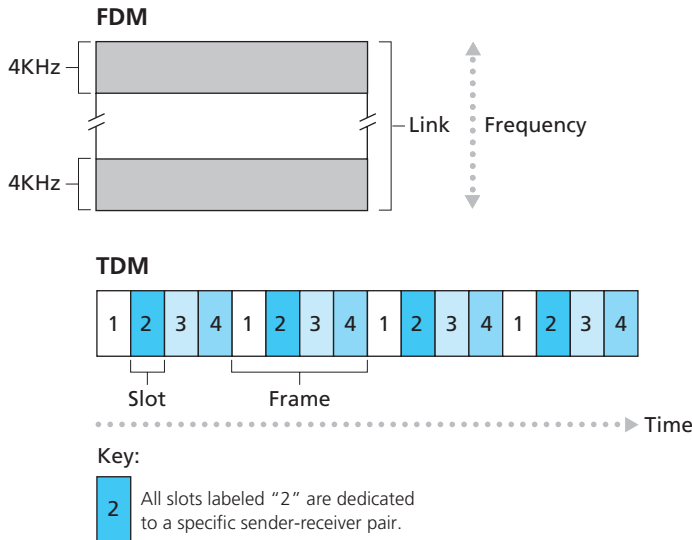 FDM
4KHz
Link
Frequency
4KHz
TDM
1 2 3 4 1 2 3 4 1 2 3 4 1 2 3 4
Slot
Frame
Time
Key:
2
All slots labeled “2” are dedicated
to a specific sender-receiver pair.